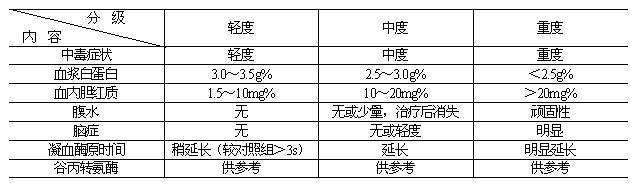 分 级 轻度 中度 重度
内 容
中毒症状 轻度 中度 重度
血浆白蛋白 3.0～3.5g% 2.5～3.0g% ＜2.5g%
血内胆红质 1.5～10mg% 10～20mg% ＞20mg%
腹水 无 无或少量，治疗后消失 顽固性
脑症 无 无或轻度 明显
凝血酶原时间 稍延长（较对照组＞3s） 延长 明显延长
谷丙转氨酶 供参考 供参考 供参考